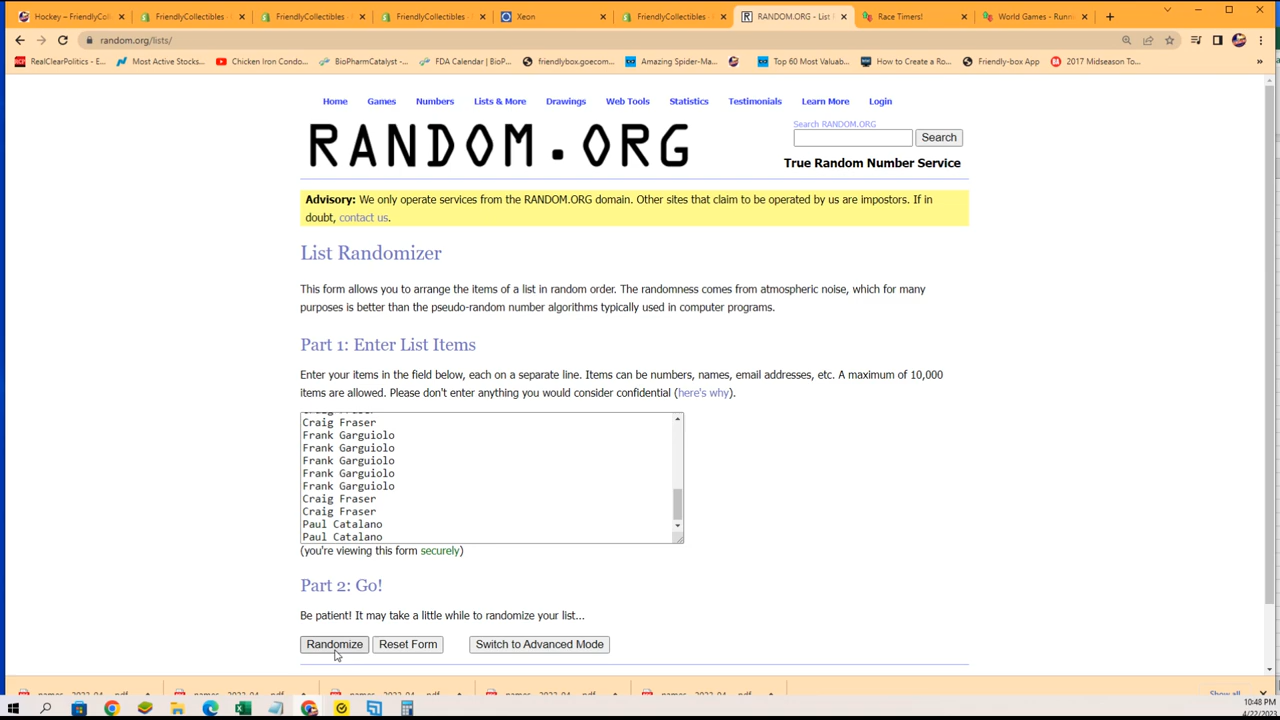 Hockey – FriendlyCol
FriendlyCollectibles ·
FriendlyCollectibles ·
FriendlyCollectibles ·
Xeon
FriendlyCollectibles ·
RANDOM.ORG - List
Race Timers!
World Games - Runn
random.org/lists/
RealClearPolitics - E...
Most Active Stocks...
Chicken Iron Condo...
BioPharmCatalyst -...
FDA Calendar | BioP...
friendlybox.goecom...
Amazing Spider-Ma...
Top 60 Most Valuab...
How to Create a Ro...
Friendly-box App
2017 Midseason To...
»
Home Games Numbers Lists & More Drawings Web Tools Statistics Testimonials Learn More Login
RANDOM.ORG
Search RANDOM.ORG
Search
True Random Number Service
Advisory: We only operate services from the RANDOM.ORG domain. Other sites that claim to be operated by us are impostors. If in
doubt, contact us.
List Randomizer
This form allows you to arrange the items of a list in random order. The randomness comes from atmospheric noise, which for many
purposes is better than the pseudo-random number algorithms typically used in computer programs.
Part 1: Enter List Items
Enter your items in the field below, each on a separate line. Items can be numbers, names, email addresses, etc. A maximum of 10,000
items are allowed. Please don't enter anything you would consider confidential (here's why).
Craig Fraser
Craig Fraser
Frank Garguiolo
Frank Garguiolo
Frank Garguiolo
Frank Garguiolo
Frank Garguiolo
Craig Fraser
Craig Fraser
Paul Catalano
Paul Catalano
(you're viewing this form securely)
Part 2: Go!
Be patient! It may take a little while to randomize your list...
Randomize Reset Form Switch to Advanced Mode
Show all
10:48 PM
4/22/2023